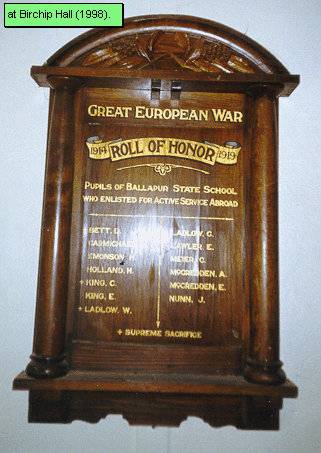 at Birchip Hall (1998).
GREAT EUROPEAN WAR
1914 ROLL OF HONOR 1919
PUPILS OF BALLAPUR STATE SCHOOL
WHO ENLISTED FOR ACTIVE SERVICE ABROAD
+ BETT, D.
CARMICHAEL
EMONSON, H.
HOLLAND, H.
+ KING, C.
KING, E.
+ LADLOW, W.
LADLOW, C.
LAWLER, E.
MEIER, C.
MCCREDDEN, A.
MCCREDDEN, E.
NUNN, J.
+ SUPREME SACRIFICE